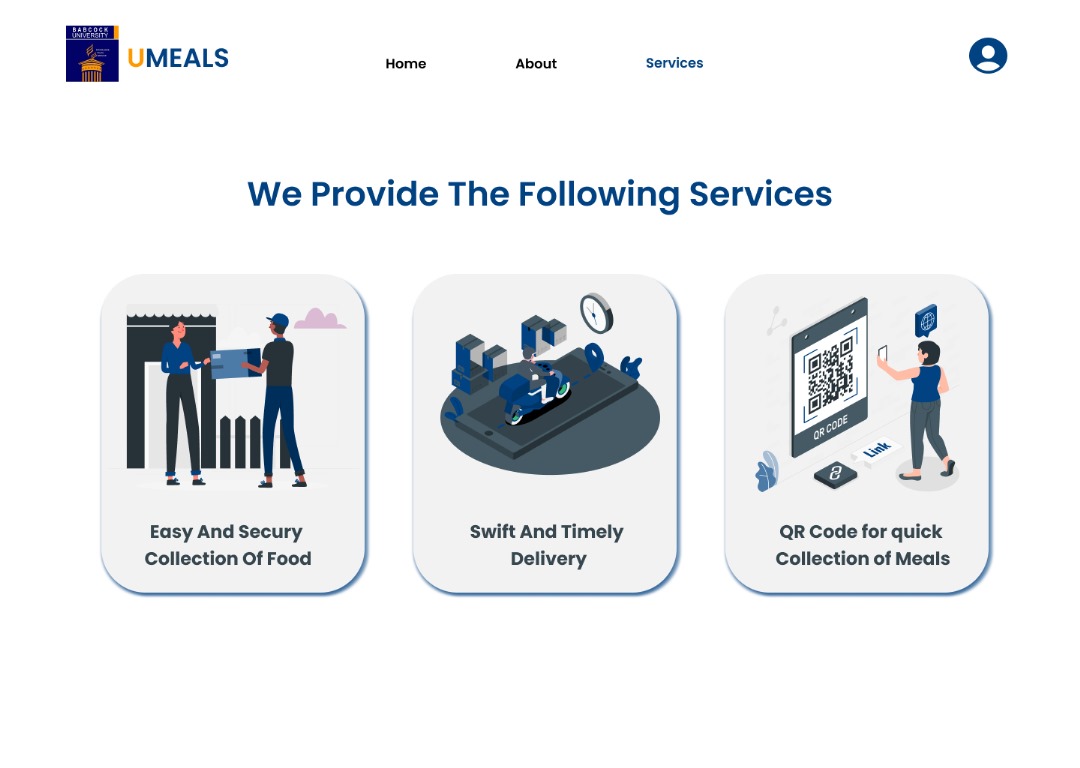 BABCOCK
UNIVERSITY
UMEALS
Home
About
Services
We Provide The Following Services
QR CODE
Link
Easy And Secury
Collection Of Food
Swift And Timely
Delivery
QR Code for quick
Collection of Meals